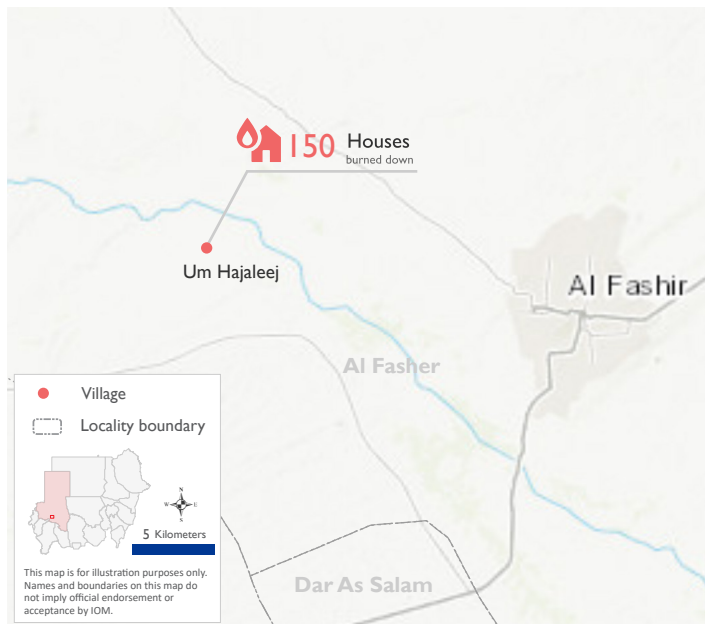 150 Houses
burned down
Um Hajaleej
Al Fashir
Al Fasher
Village
Locality boundary
N
W E
S
5 Kilometers
This map is for illustration purposes only.
Names and boundaries on this map do
not imply official endorsement or
acceptance by IOM.
Dar As Salam